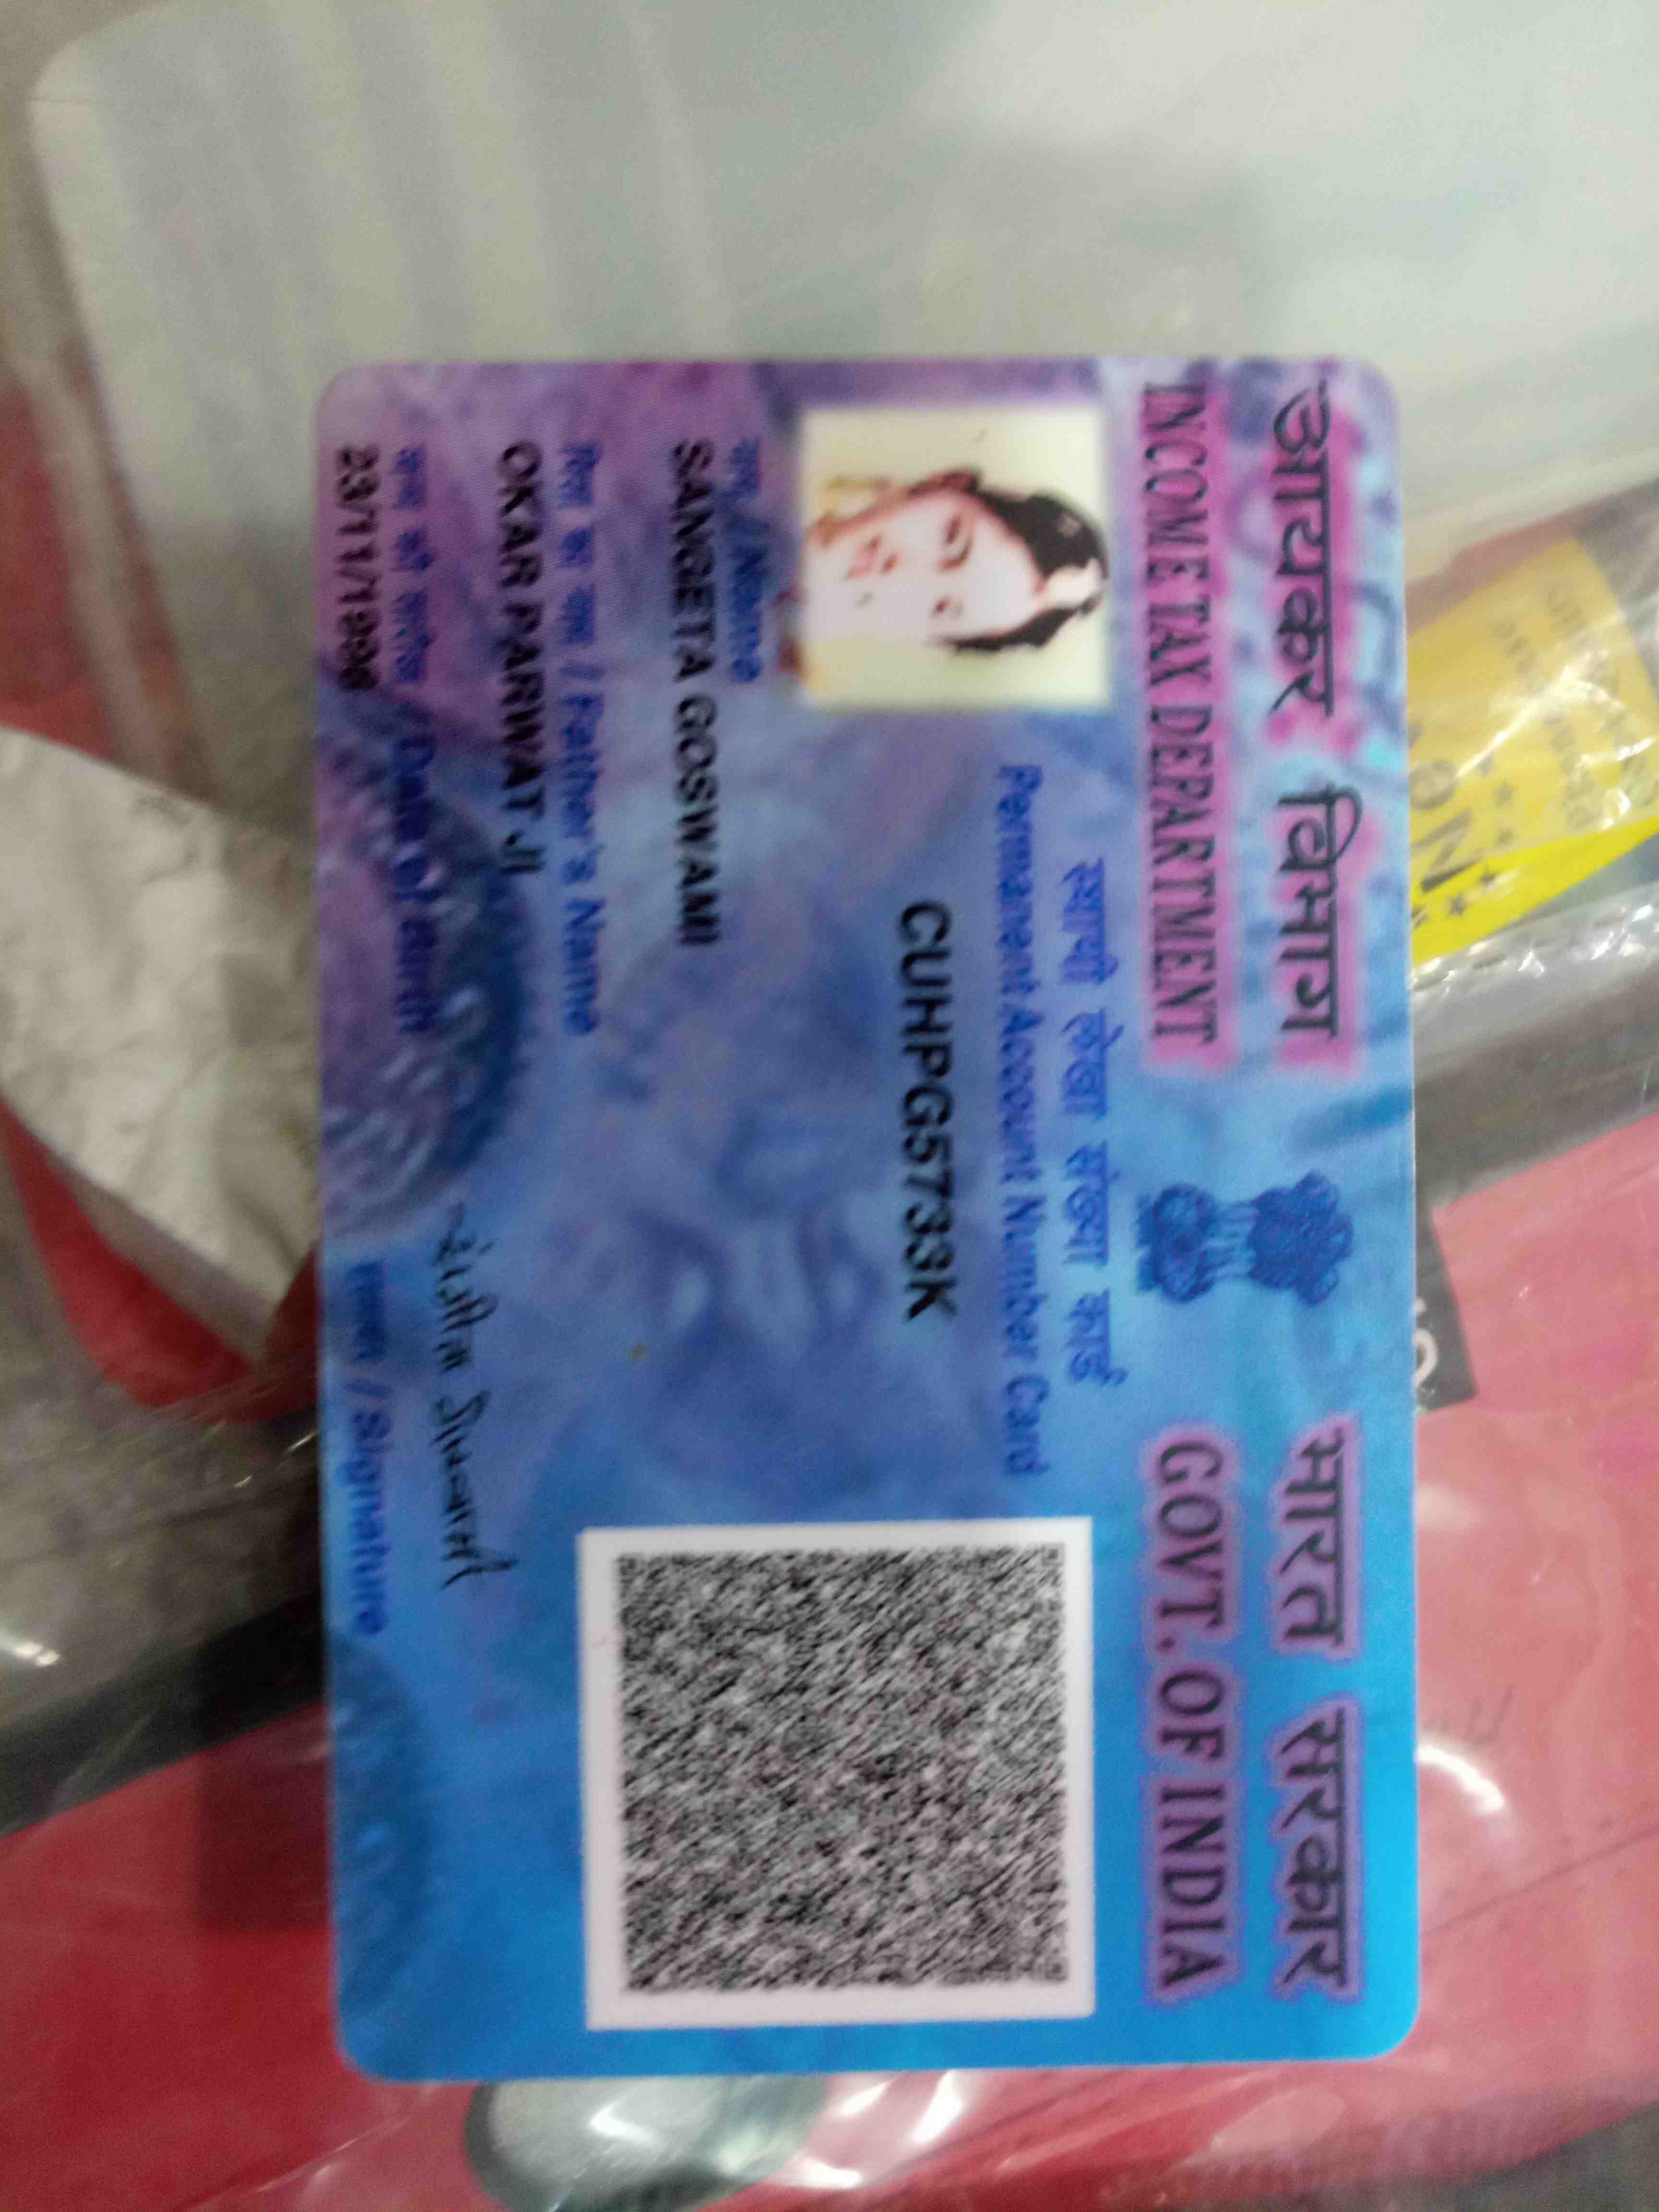 आयकर विभाग
INCOME TAX DEPARTMENT
भारत सरकार
GOVT. OF INDIA
स्थायी लेखा संख्या कार्ड
Permanent Account Number Card
CUHPG5733K
नाम / Name
SANGEETA GOSWAMI
पिता का नाम / Father's Name
OKAR PARWAT JI
जन्म की तारीख / Date of Birth
23/11/1996
हस्ताक्षर / Signature